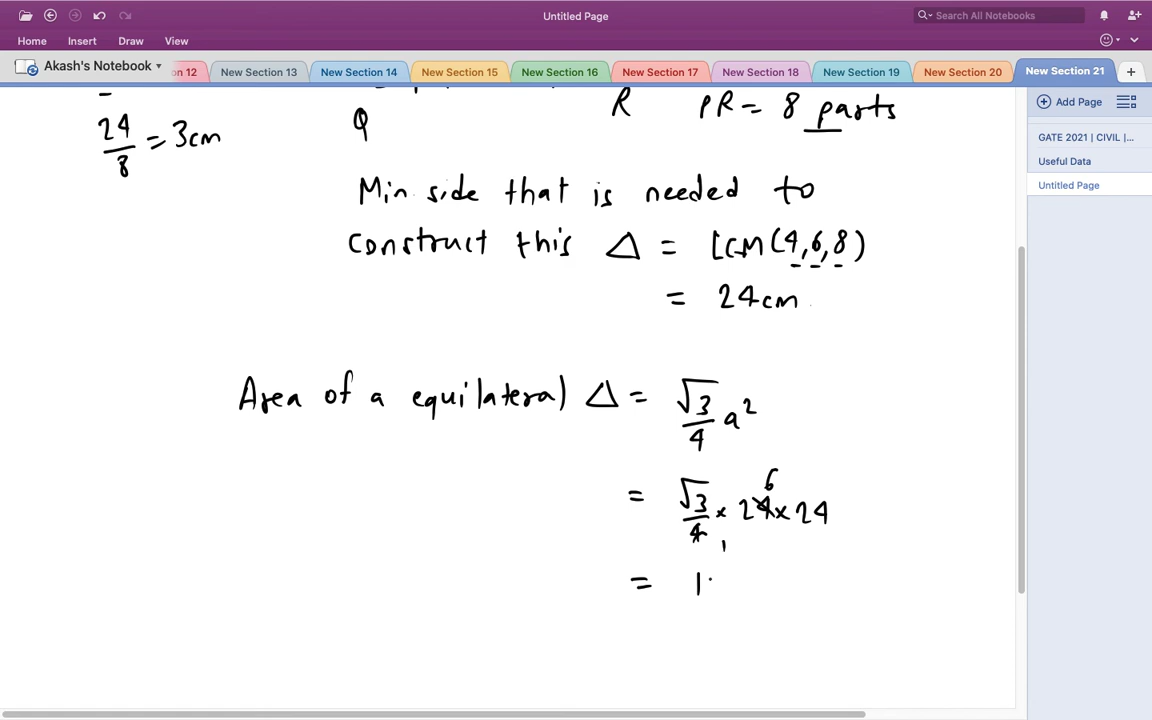 Untitled Page
Search All Notebooks
Home Insert Draw View
Akash's Notebook
on 12 New Section 13 New Section 14 New Section 15 New Section 16 New Section 17 New Section 18 New Section 19 New Section 20 New Section 21 +
Add Page
GATE 2021 | CIVIL |...
Useful Data
Untitled Page
24/8 = 3cm
Q R PR = 8 parts
Min side that is needed to
construct this Δ = LCM(4,6,8)
= 24cm
Area of a equilateral Δ = √3/4 a²
= √3/4 × 24 × 24
6
1
= 1